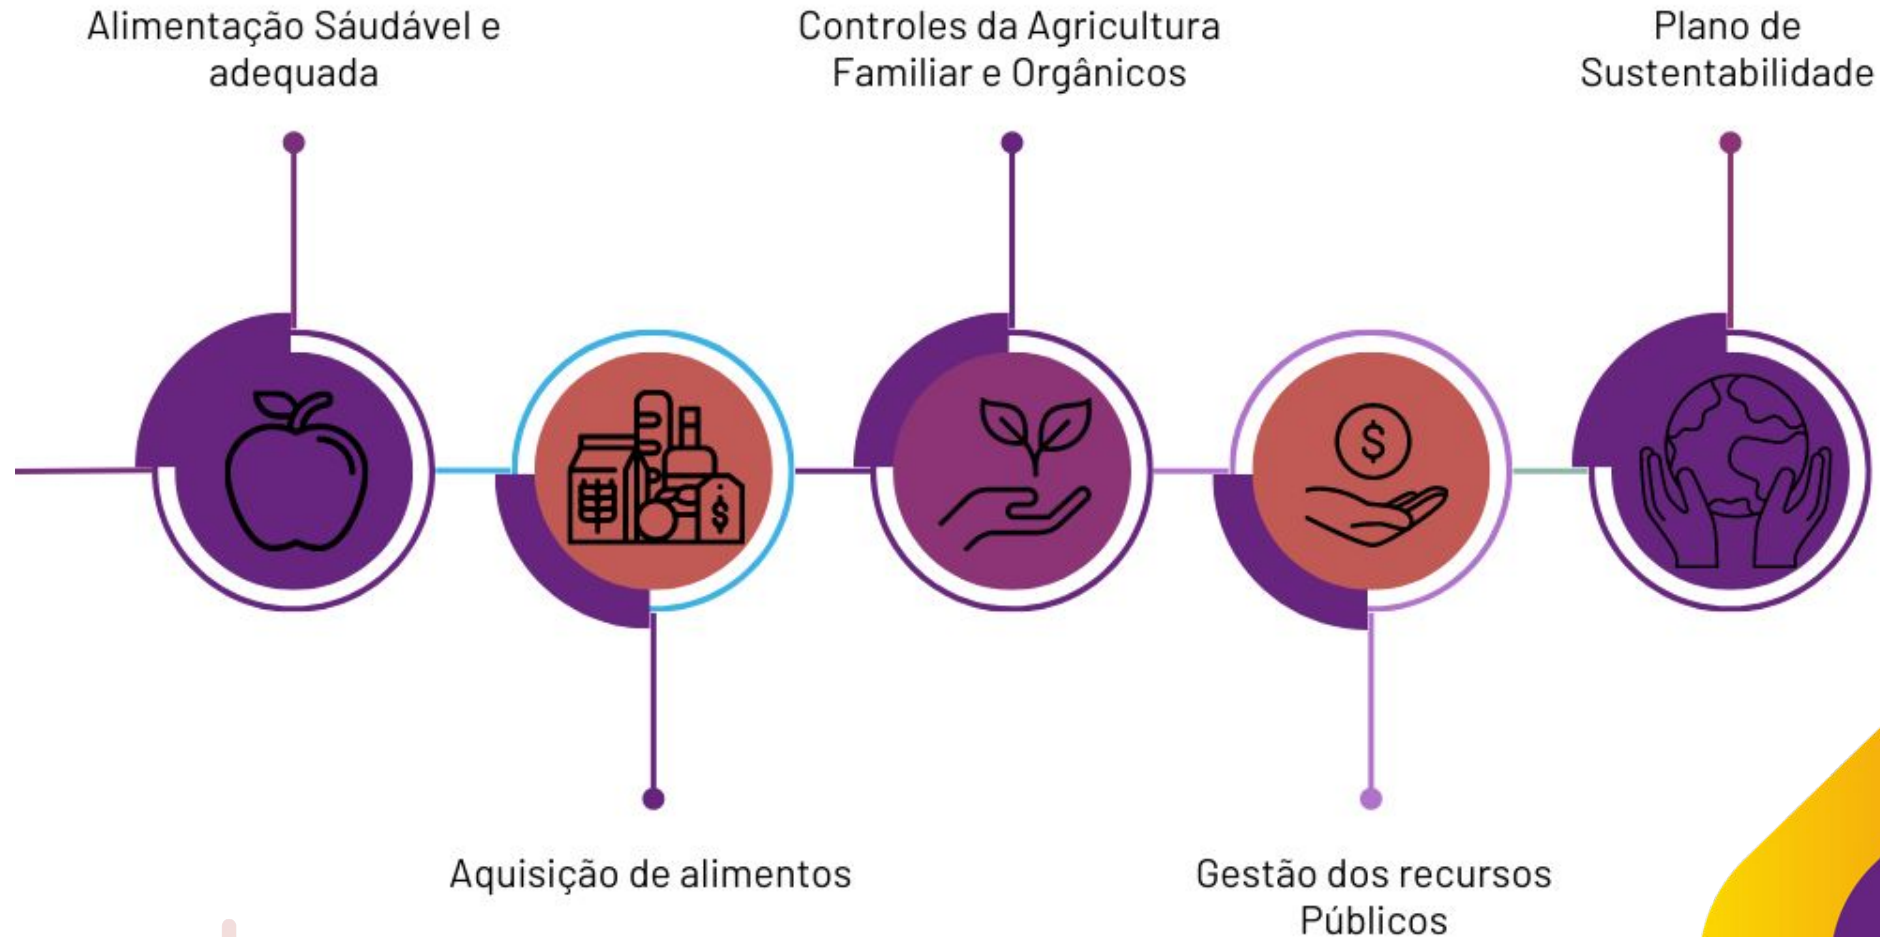 Alimentação Sáudável e
adequada
Controles da Agricultura
Familiar e Orgânicos
Plano de
Sustentabilidade
$
$
Aquisição de alimentos
Gestão dos recursos
Públicos